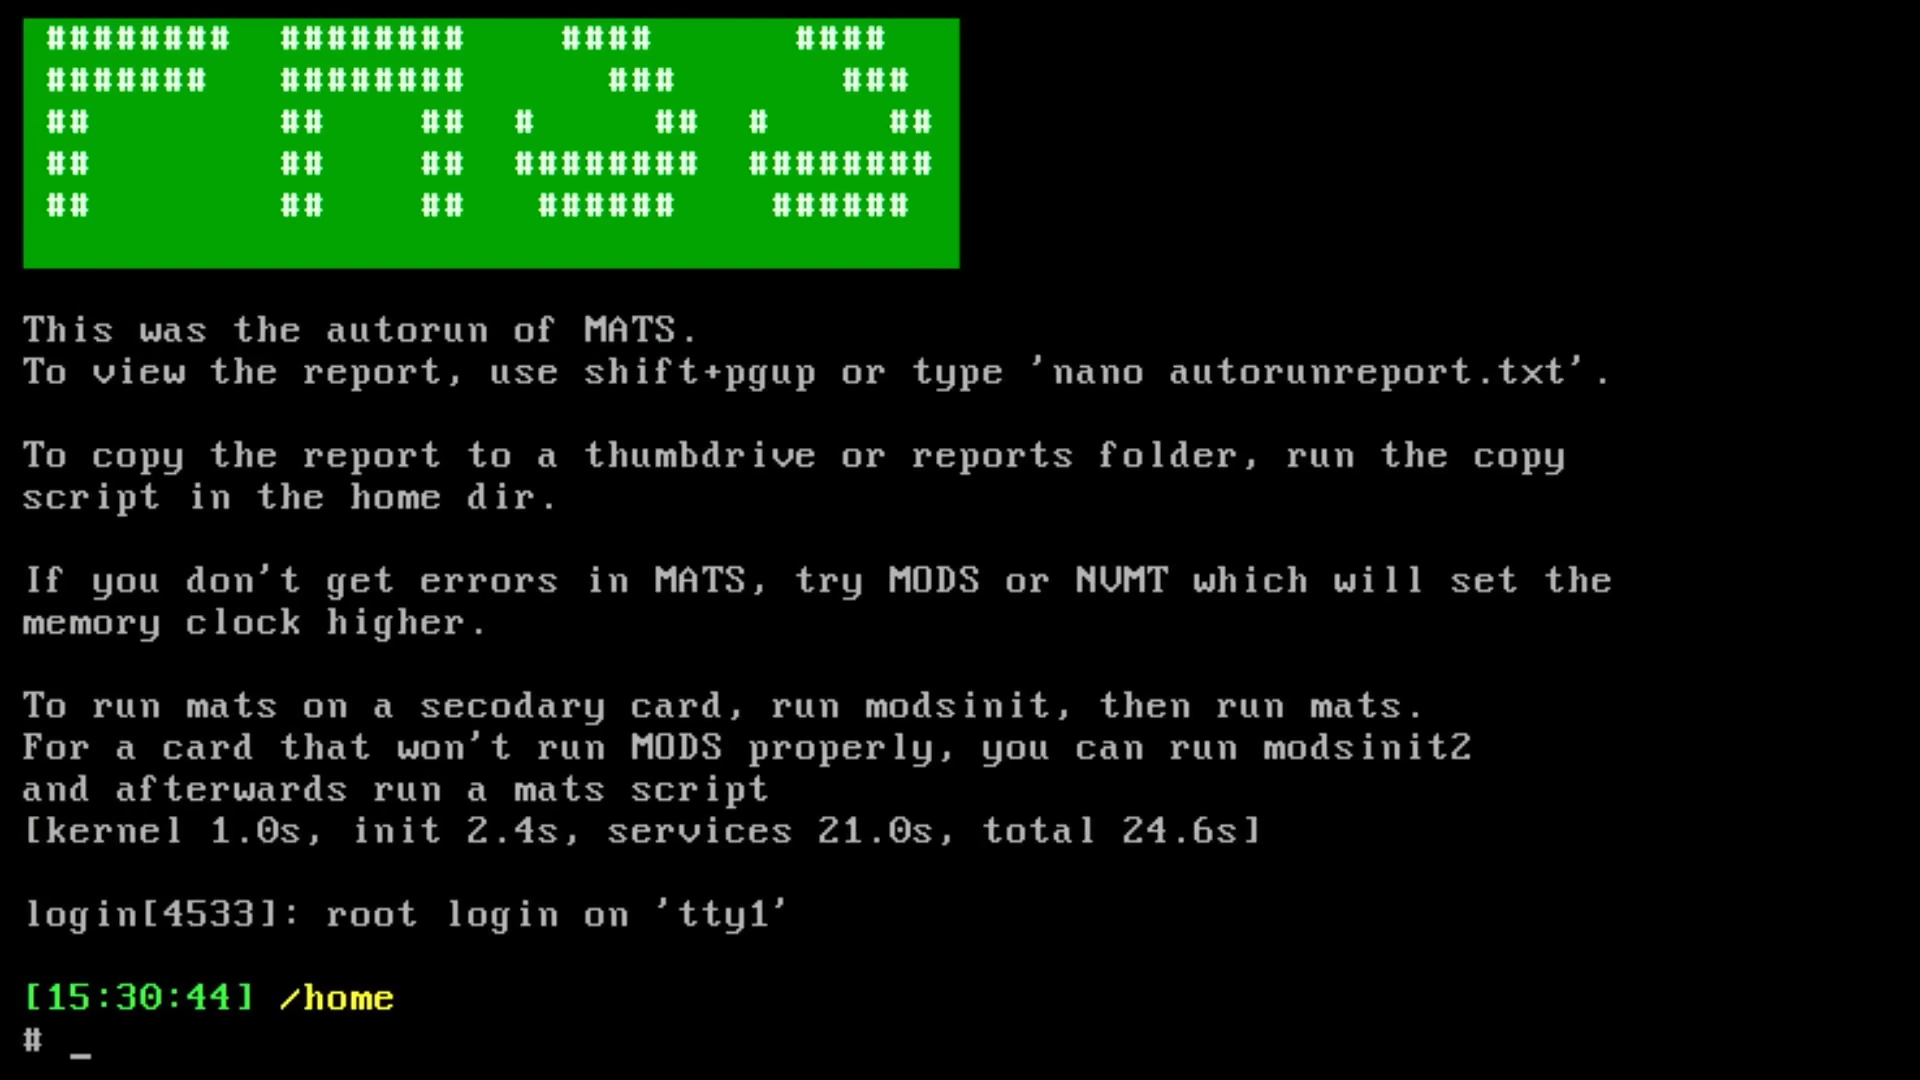 ######## ########    ####      ####
#######  ########      ###       ###
##       ##    ## #     ## #     ##
##       ##    ## ######## ########
##       ##    ##  ######   ######
This was the autorun of MATS.
To view the report, use shift+pgup or type 'nano autorunreport.txt'.
To copy the report to a thumbdrive or reports folder, run the copy
script in the home dir.
If you don't get errors in MATS, try MODS or NVMT which will set the
memory clock higher.
To run mats on a secodary card, run modsinit, then run mats.
For a card that won't run MODS properly, you can run modsinit2
and afterwards run a mats script
[kernel 1.0s, init 2.4s, services 21.0s, total 24.6s]
login[4533]: root login on 'tty1'
[15:30:44] /home
# _